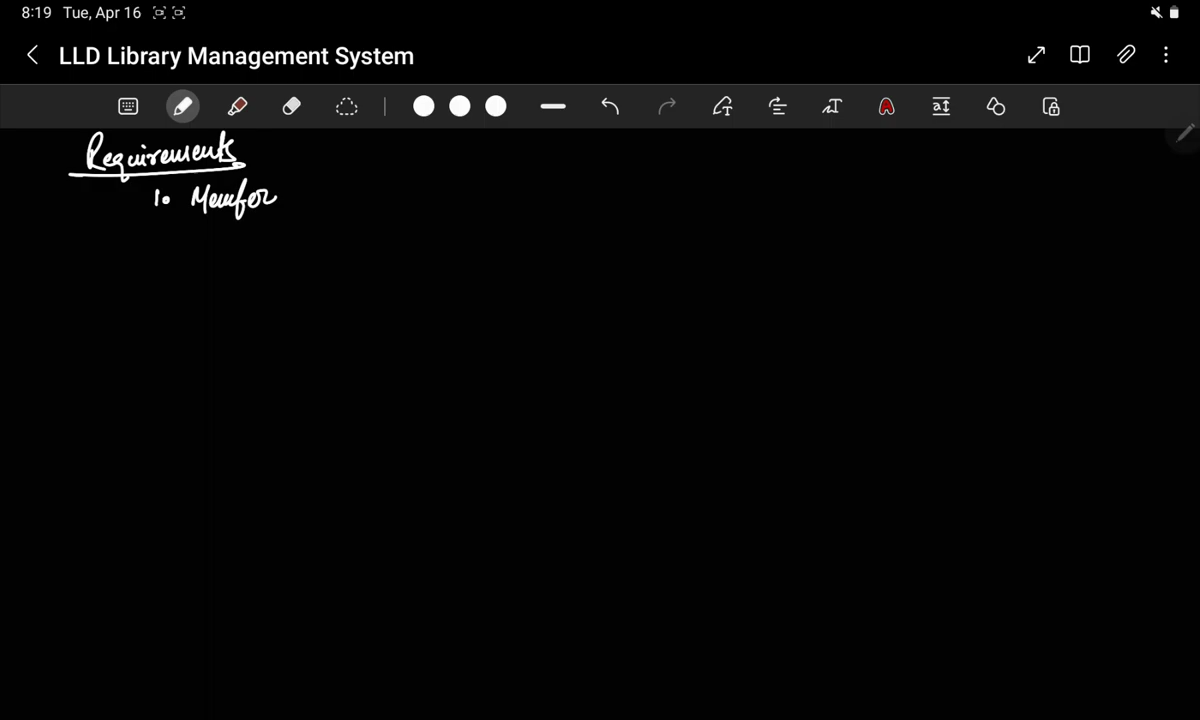 8:19 Tue, Apr 16
LLD Library Management System
Requirements
1. Member